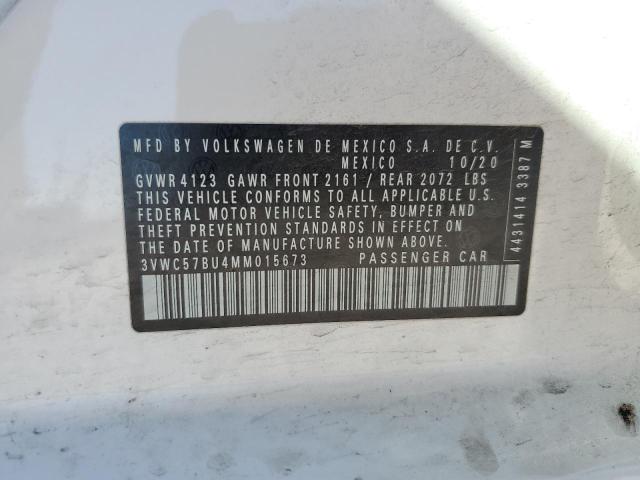 MFD BY VOLKSWAGEN DE MEXICO S.A. DE C.V.
MEXICO 10/20
GVWR 4123 GAWR FRONT 2161 / REAR 2072 LBS
THIS VEHICLE CONFORMS TO ALL APPLICABLE U.S.
FEDERAL MOTOR VEHICLE SAFETY, BUMPER AND
THEFT PREVENTION STANDARDS IN EFFECT ON
THE DATE OF MANUFACTURE SHOWN ABOVE.
3VWC57BU4MM015673 PASSENGER CAR
4431414 3387 M